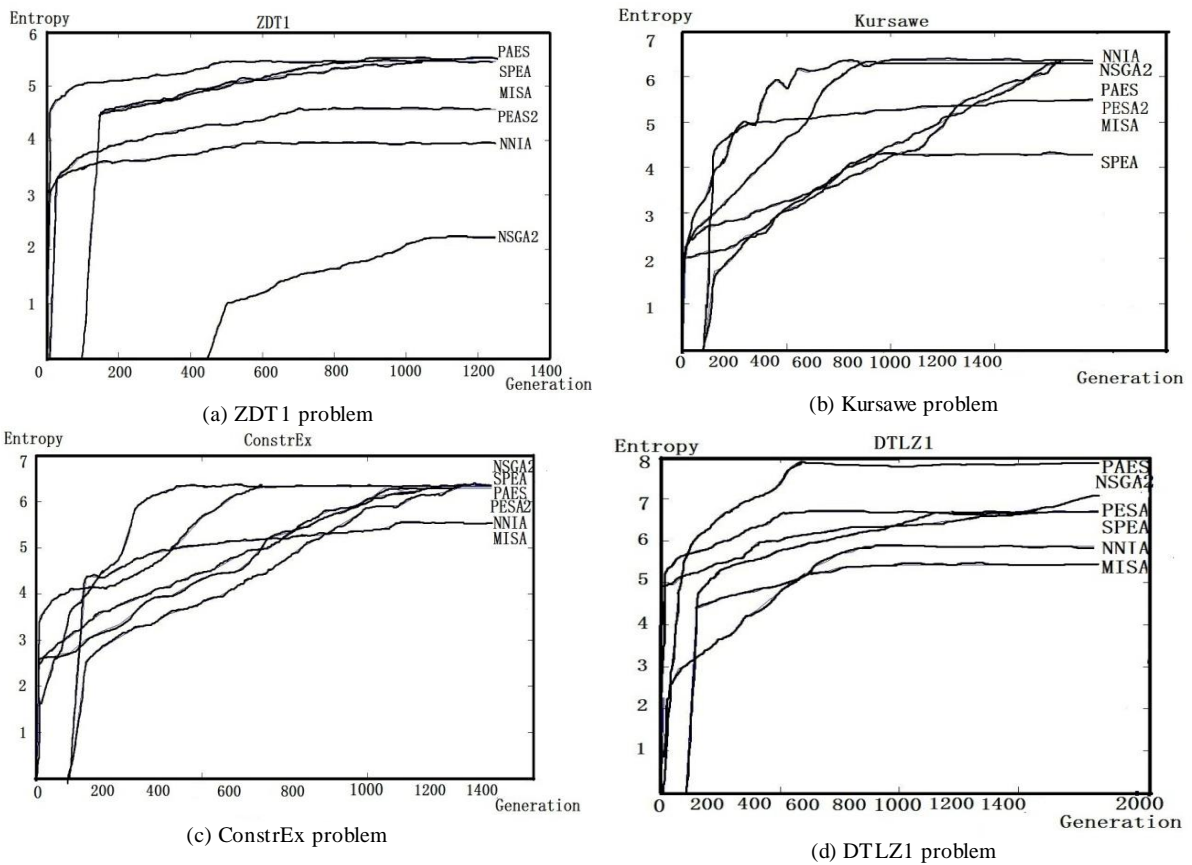 Entropy
ZDT1
6
5
4
3
2
1
0 200 400 600 800 1000 1200 1400
Generation
PAES
SPEA
MISA
PEAS2
NNIA
NSGA2
(a) ZDT1 problem
Entropy
Kursawe
7
6
5
4
3
2
1
0 200 400 600 800 1000 1200 1400
Generation
NNIA
NSGA2
PAES
PESA2
MISA
SPEA
(b) Kursawe problem
Entropy
ConstrEx
7
6
5
4
3
2
1
0 200 400 600 800 1000 1200 1400
Generation
NSGA2
SPEA
PAES
PESA2
NNIA
MISA
(c) ConstrEx problem
Entropy
DTLZ1
8
7
6
5
4
3
2
1
0 200 400 600 800 1000 1200 1400 2000
Generation
PAES
NSGA2
PESA
SPEA
NNIA
MISA
(d) DTLZ1 problem